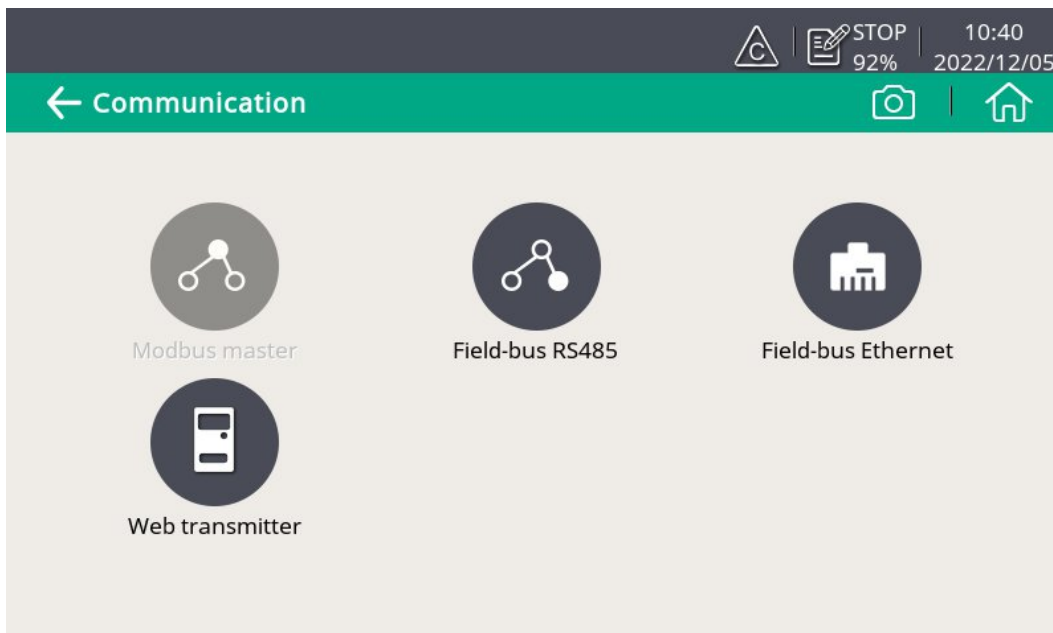 C
STOP 10:40
92% 2022/12/05
Communication
Modbus master Field-bus RS485 Field-bus Ethernet
Web transmitter